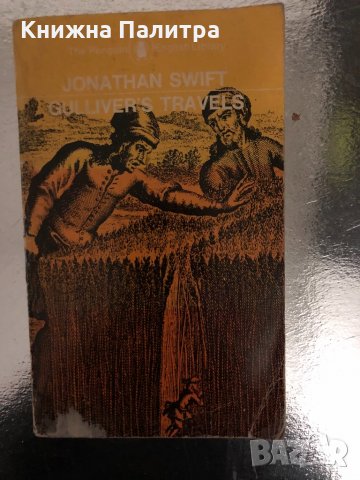 Книжна Палитра
The Penguin English Library
JONATHAN SWIFT
GULLIVER'S TRAVELS
BAZAR